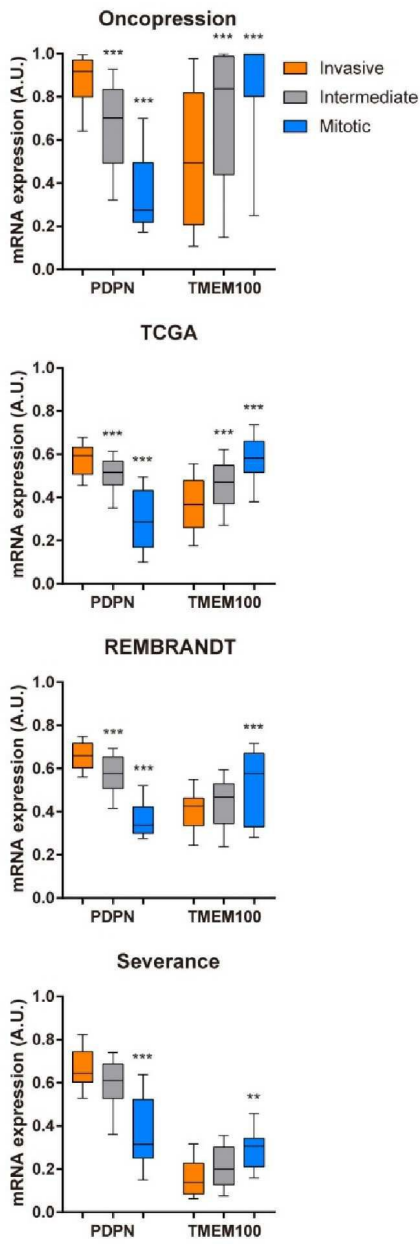 Oncopression
mRNA expression (A.U.)
1.0
0.8
0.6
0.4
0.2
0.0
*** *** *** ***
PDPN TMEM100
Invasive
Intermediate
Mitotic
TCGA
mRNA expression (A.U.)
1.0
0.8
0.6
0.4
0.2
0.0
*** *** *** ***
PDPN TMEM100
REMBRANDT
mRNA expression (A.U.)
1.0
0.8
0.6
0.4
0.2
0.0
*** *** ***
PDPN TMEM100
Severance
mRNA expression (A.U.)
1.0
0.8
0.6
0.4
0.2
0.0
*** **
PDPN TMEM100